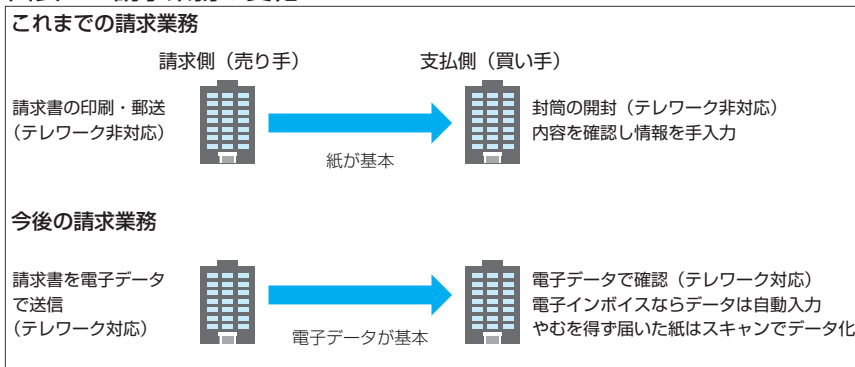 これまでの請求業務
請求側（売り手）
支払側（買い手）
請求書の印刷・郵送
（テレワーク非対応）
紙が基本
封筒の開封（テレワーク非対応）
内容を確認し情報を手入力
今後の請求業務
請求書を電子データ
で送信
（テレワーク対応）
電子データが基本
電子データで確認（テレワーク対応）
電子インボイスならデータは自動入力
やむを得ず届いた紙はスキャンでデータ化